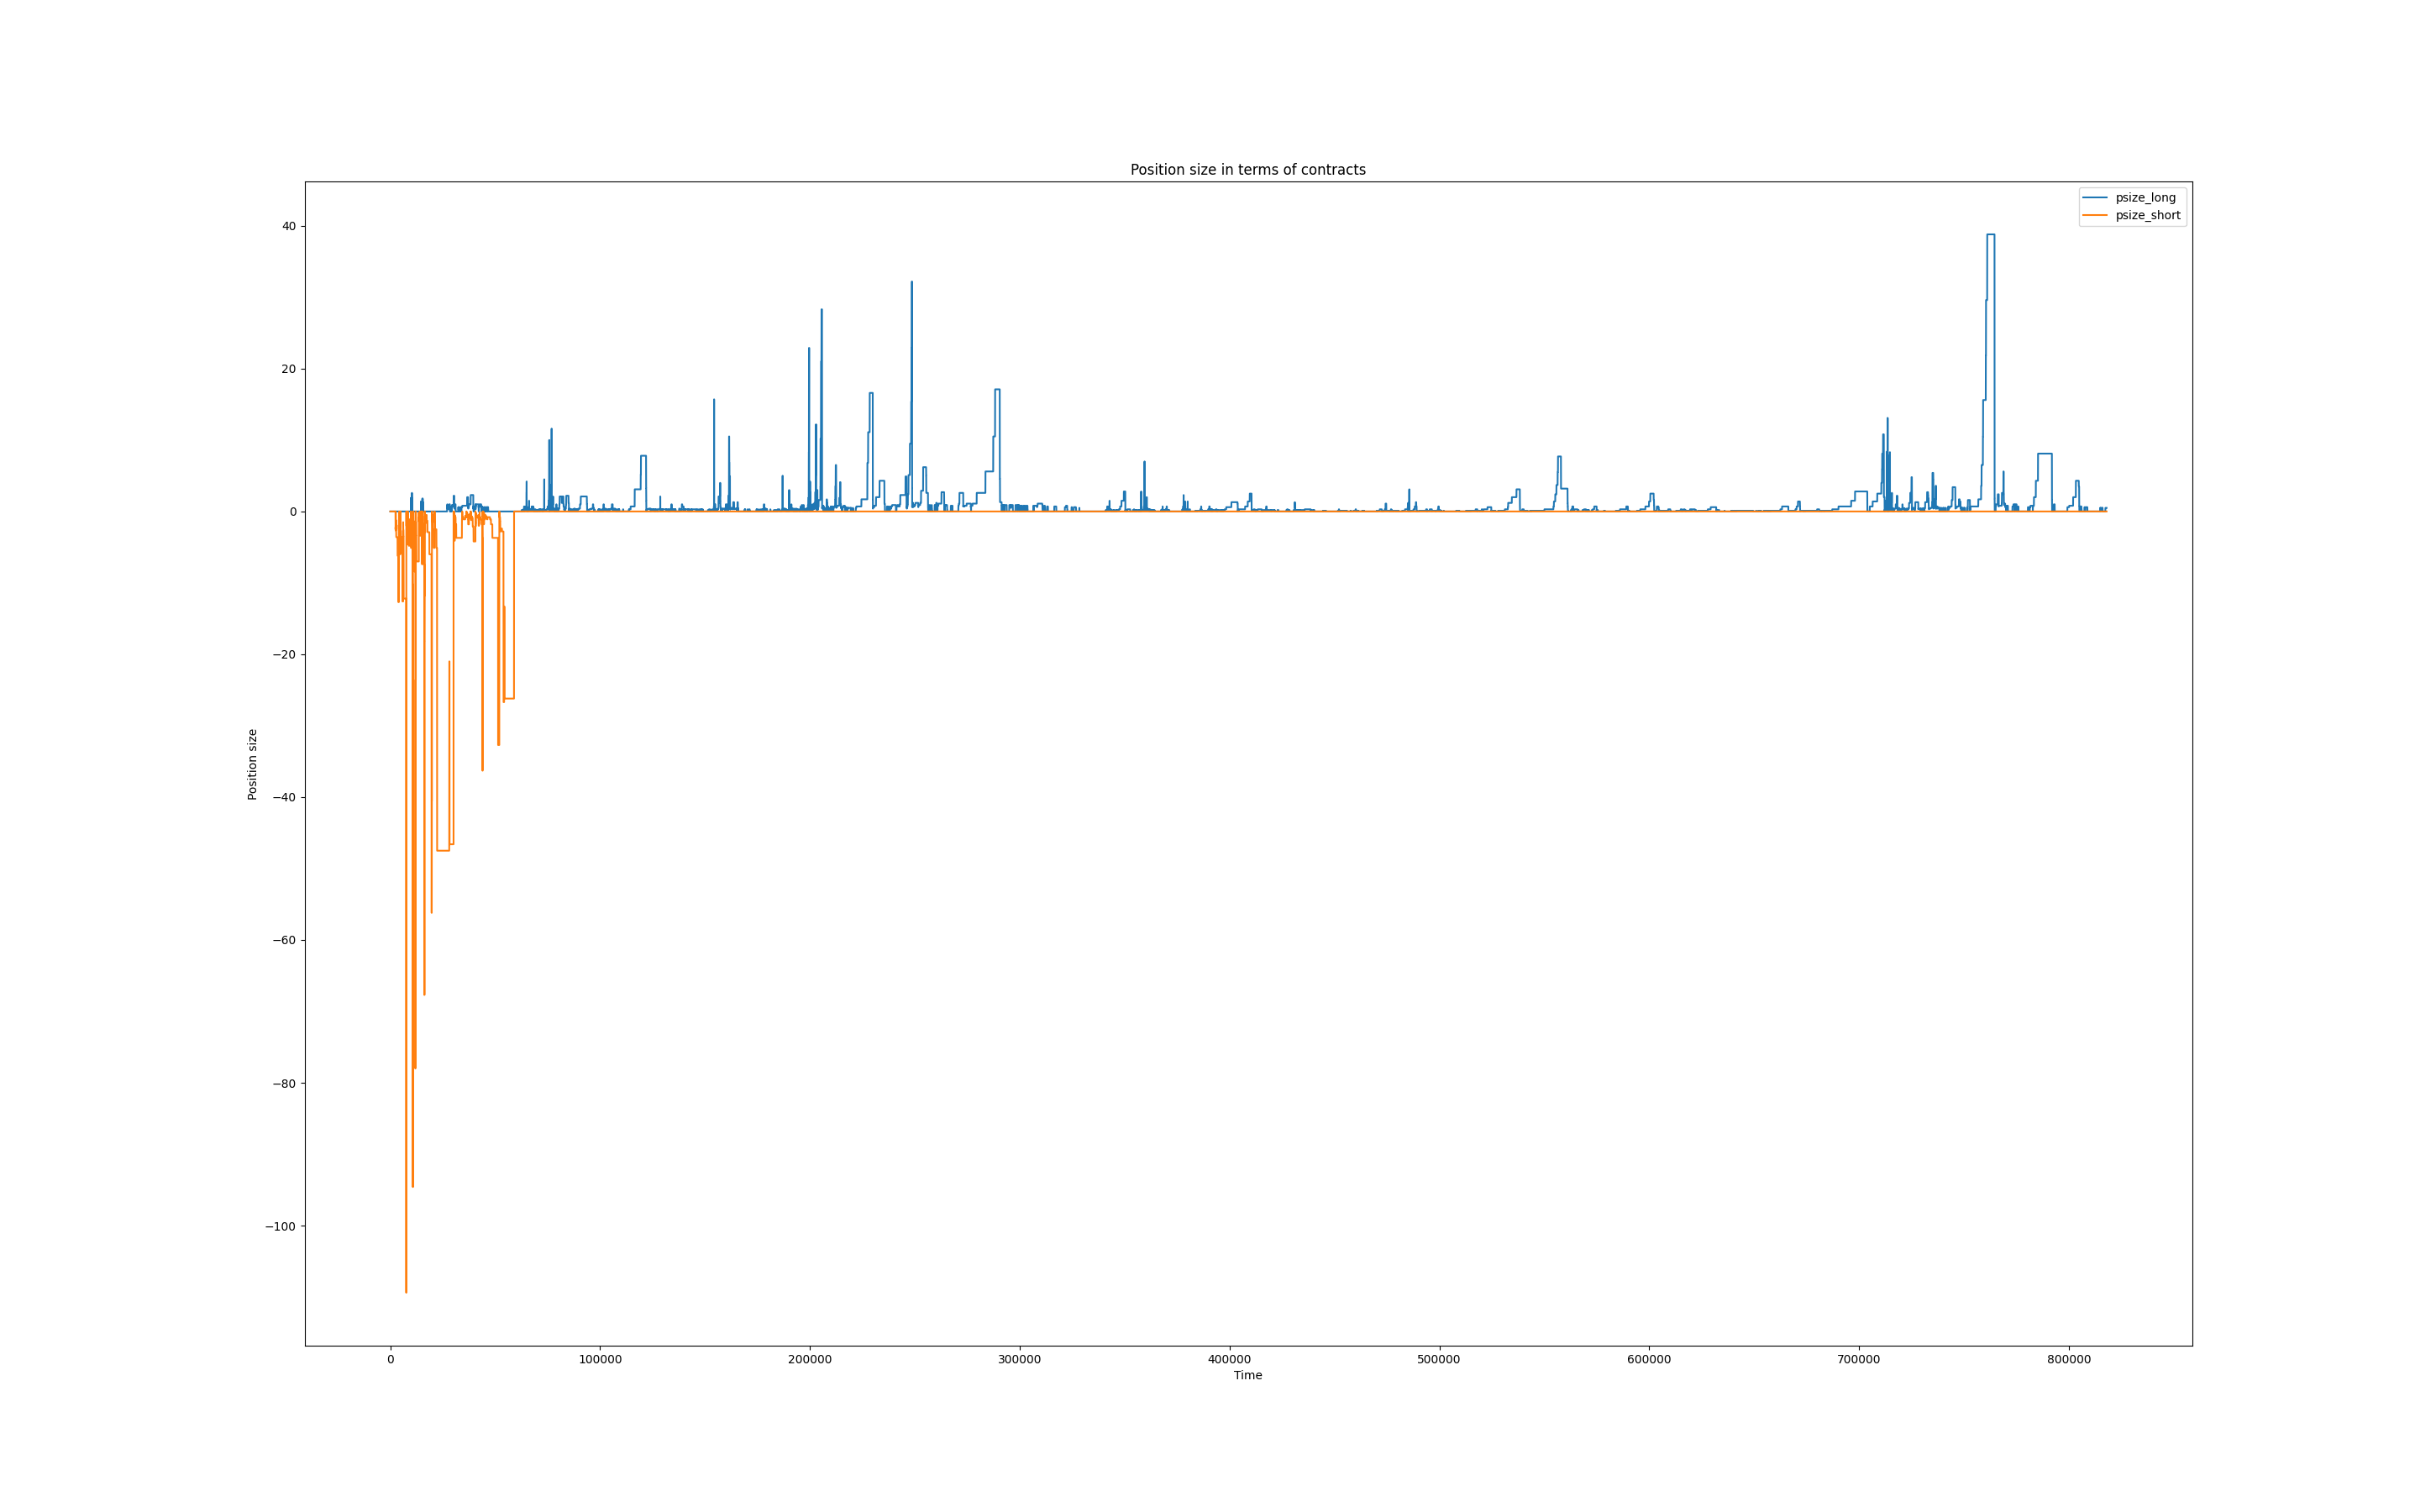 Position size in terms of contracts
psize_long
psize_short
40
20
0
−20
−40
−60
−80
−100
Position size
0 100000 200000 300000 400000 500000 600000 700000 800000
Time